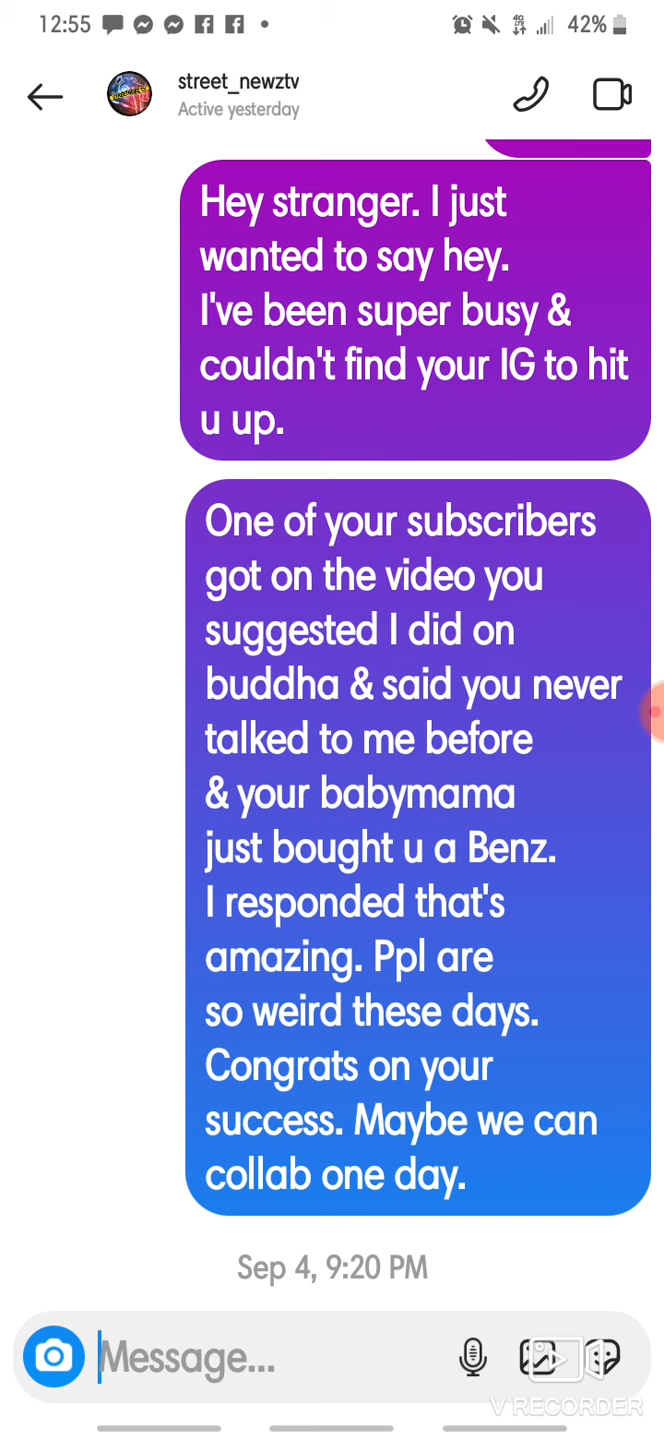 12:55
4G
LTE
42%
street_newztv
Active yesterday
Hey stranger. I just
wanted to say hey.
I've been super busy &
couldn't find your IG to hit
u up.
One of your subscribers
got on the video you
suggested I did on
buddha & said you never
talked to me before
& your babymama
just bought u a Benz.
I responded that's
amazing. Ppl are
so weird these days.
Congrats on your
success. Maybe we can
collab one day.
Sep 4, 9:20 PM
Message...
V RECORDER